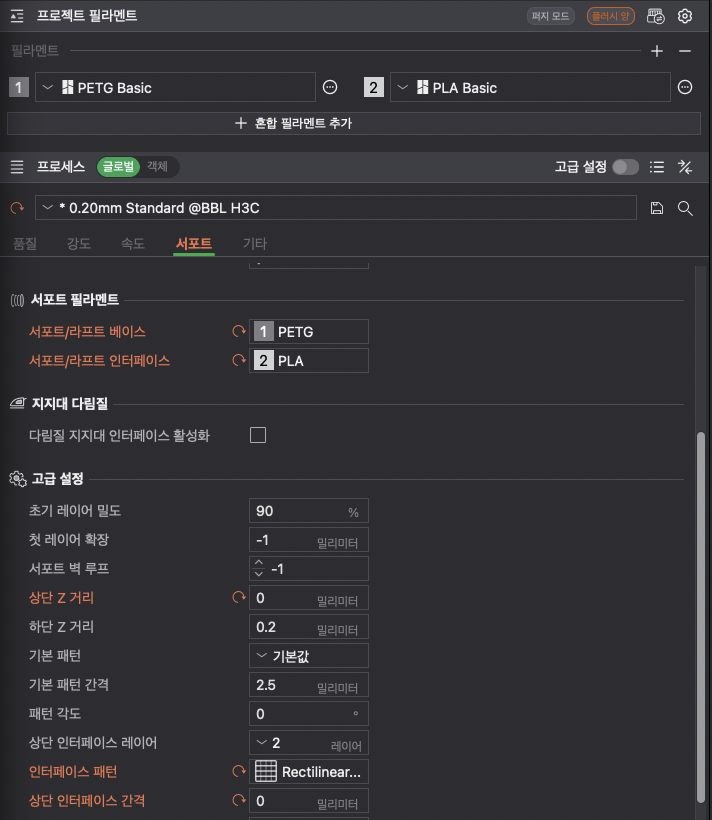 프로젝트 필라멘트 퍼지 모드 플러시 양
필라멘트
1 PETG Basic 2 PLA Basic
혼합 필라멘트 추가
프로세스 글로벌 객체 고급 설정
* 0.20mm Standard @BBL H3C
품질 강도 속도 서포트 기타
서포트 필라멘트
서포트/라프트 베이스 1 PETG
서포트/라프트 인터페이스 2 PLA
지지대 다림질
다림질 지지대 인터페이스 활성화
고급 설정
초기 레이어 밀도 90 %
첫 레이어 확장 -1 밀리미터
서포트 벽 루프 -1
상단 Z 거리 0 밀리미터
하단 Z 거리 0.2 밀리미터
기본 패턴 기본값
기본 패턴 간격 2.5 밀리미터
패턴 각도 0 °
상단 인터페이스 레이어 2 레이어
인터페이스 패턴 Rectilinear...
상단 인터페이스 간격 0 밀리미터